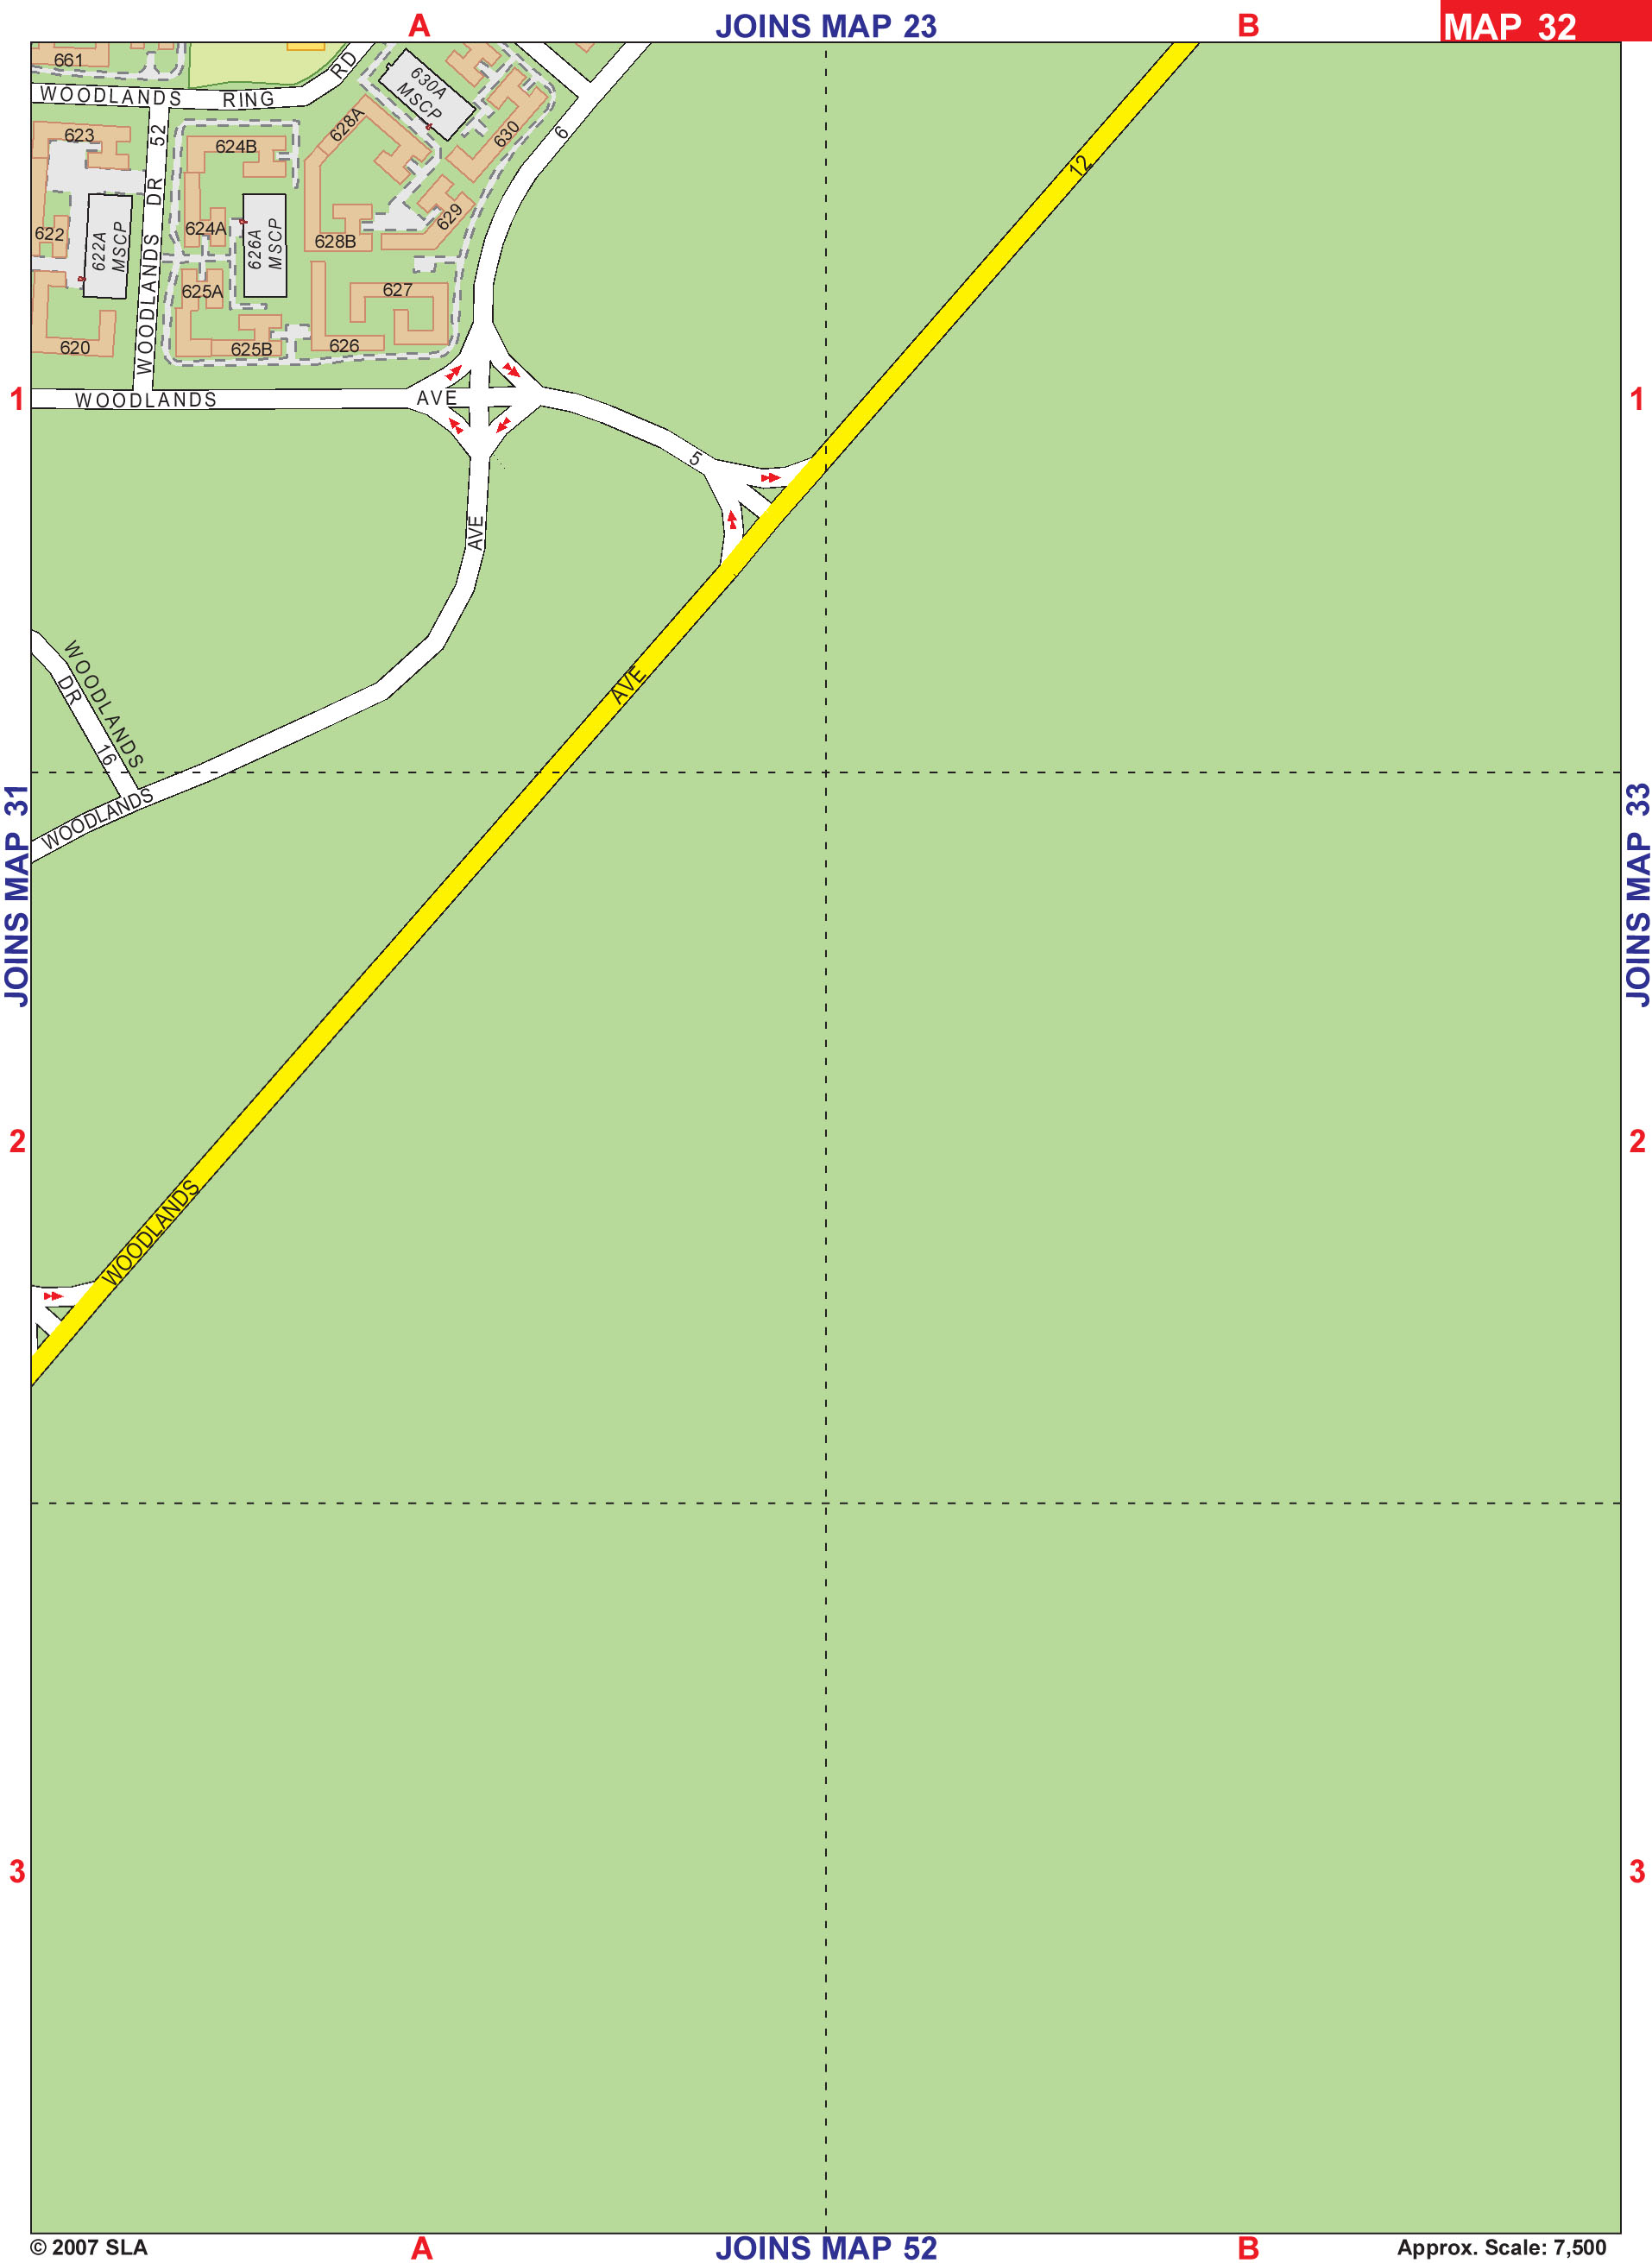 A
JOINS MAP 23
B
MAP 32
661
WOODLANDS RING RD
630A
MSCP
628A
630
6
623
52
624B
12
622
622A
MSCP
WOODLANDS DR
624A
626A
MSCP
628B
629
625A
627
620
625B
626
1
WOODLANDS
AVE
1
5
AVE
WOODLANDS
DR
16
AVE
WOODLANDS
JOINS MAP 31
JOINS MAP 33
2
2
WOODLANDS
3
3
© 2007 SLA
A
JOINS MAP 52
B
Approx. Scale: 7,500